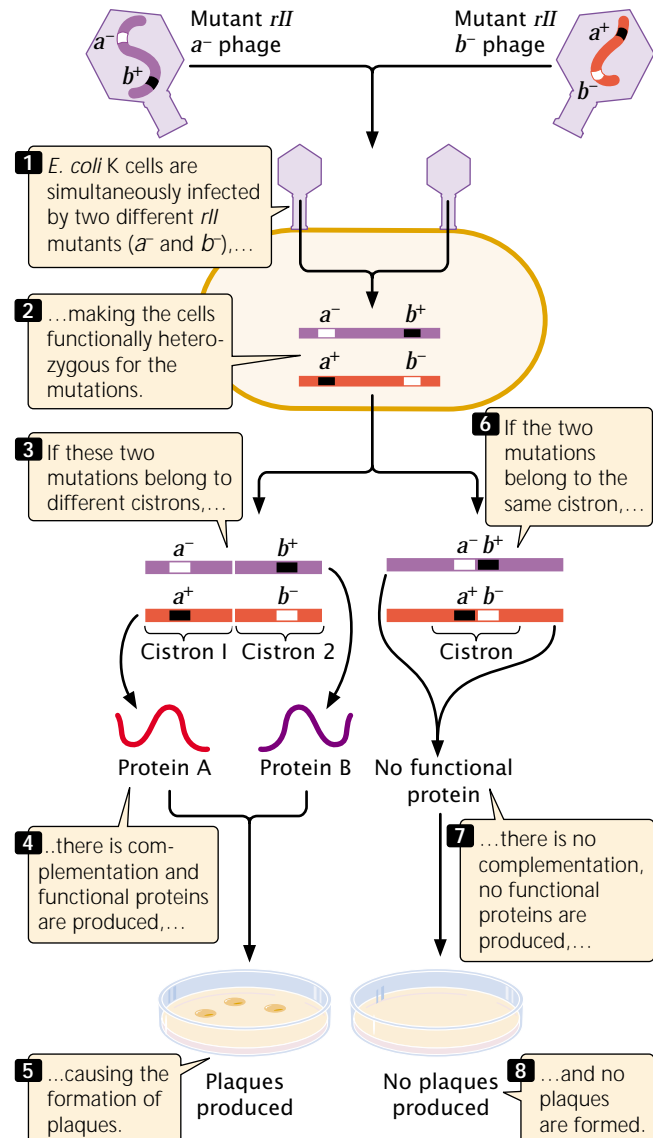 Mutant rII
a⁻ phage
Mutant rII
b⁻ phage
a⁻
b⁺
a⁺
b⁻
1 E. coli K cells are
simultaneously infected
by two different rII
mutants (a⁻ and b⁻),…
2 …making the cells
functionally hetero-
zygous for the
mutations.
a⁻ b⁺
a⁺ b⁻
3 If these two
mutations belong to
different cistrons,…
6 If the two
mutations
belong to the
same cistron,…
a⁻ b⁺
a⁺ b⁻
Cistron 1 Cistron 2
a⁻ b⁺
a⁺ b⁻
Cistron
Protein A
Protein B
No functional
protein
4 ..there is com-
plementation and
functional proteins
are produced,…
7 …there is no
complementation,
no functional
proteins are
produced,…
5 …causing the
formation of
plaques.
Plaques
produced
No plaques
produced
8 …and no
plaques
are formed.